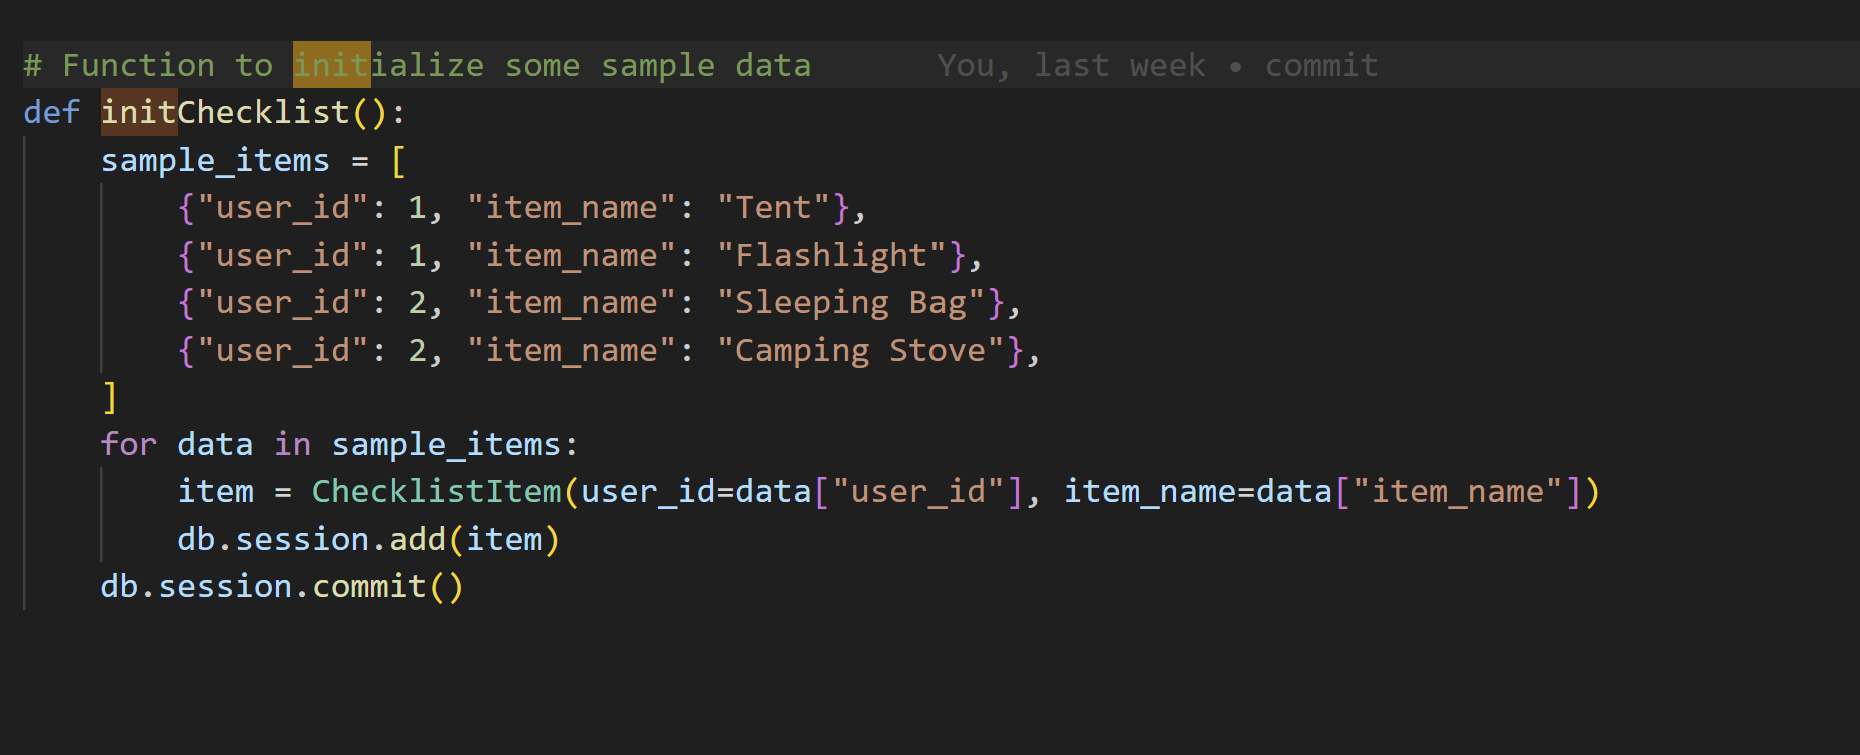 # Function to initialize some sample data You, last week • commit
def initChecklist():
    sample_items = [
        {"user_id": 1, "item_name": "Tent"},
        {"user_id": 1, "item_name": "Flashlight"},
        {"user_id": 2, "item_name": "Sleeping Bag"},
        {"user_id": 2, "item_name": "Camping Stove"},
    ]
    for data in sample_items:
        item = ChecklistItem(user_id=data["user_id"], item_name=data["item_name"])
        db.session.add(item)
    db.session.commit()